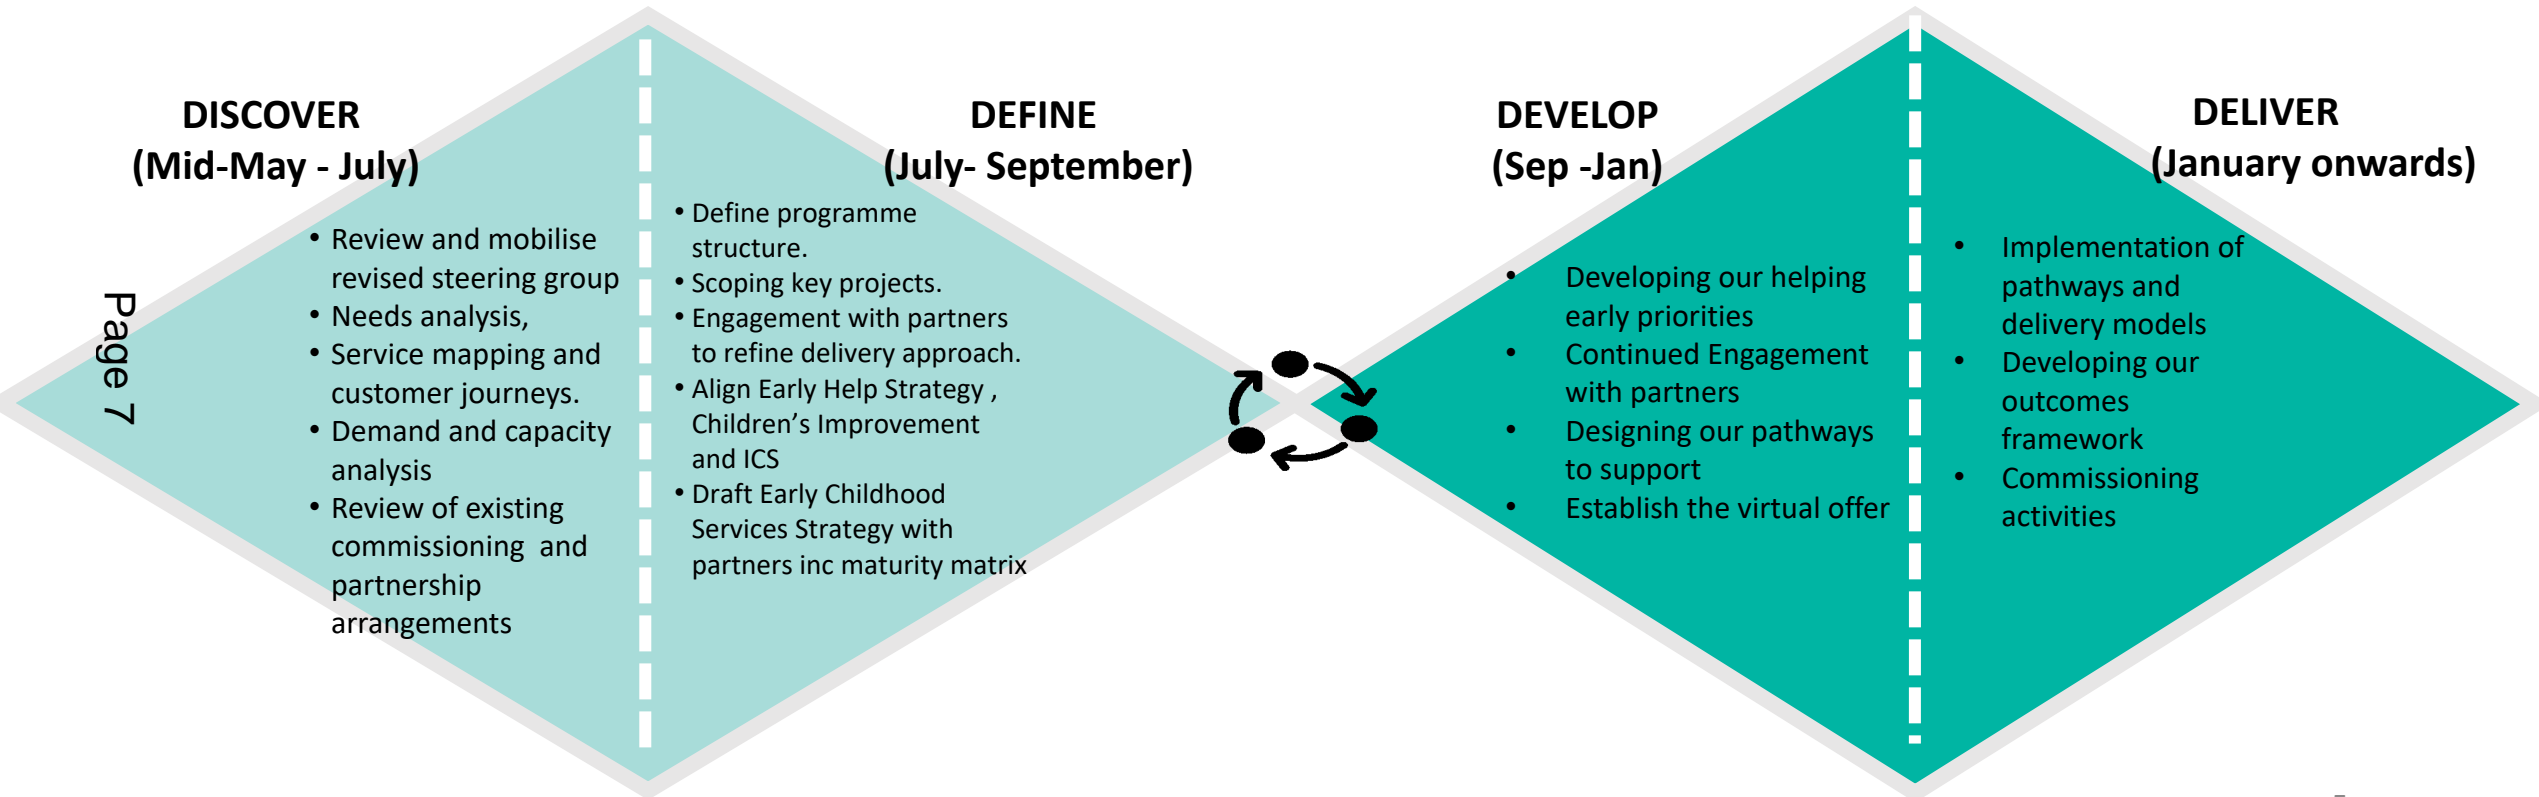 DISCOVER
(Mid-May - July)
• Review and mobilise
revised steering group
• Needs analysis,
• Service mapping and
customer journeys.
• Demand and capacity
analysis
• Review of existing
commissioning and
partnership
arrangements
DEFINE
(July- September)
• Define programme
structure.
• Scoping key projects.
• Engagement with partners
to refine delivery approach.
• Align Early Help Strategy ,
Children’s Improvement
and ICS
• Draft Early Childhood
Services Strategy with
partners inc maturity matrix
DEVELOP
(Sep -Jan)
• Developing our helping
early priorities
• Continued Engagement
with partners
• Designing our pathways
to support
• Establish the virtual offer
DELIVER
(January onwards)
• Implementation of
pathways and
delivery models
• Developing our
outcomes
framework
• Commissioning
activities
Page 7